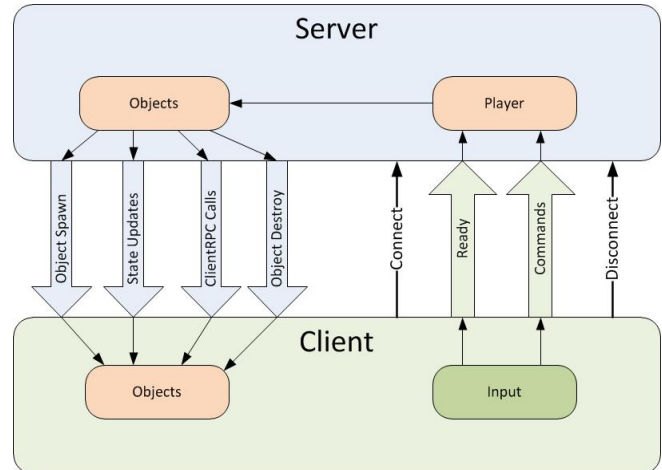 Server
Objects
Player
Object Spawn
State Updates
ClientRPC Calls
Object Destroy
Connect
Ready
Commands
Disconnect
Client
Objects
Input